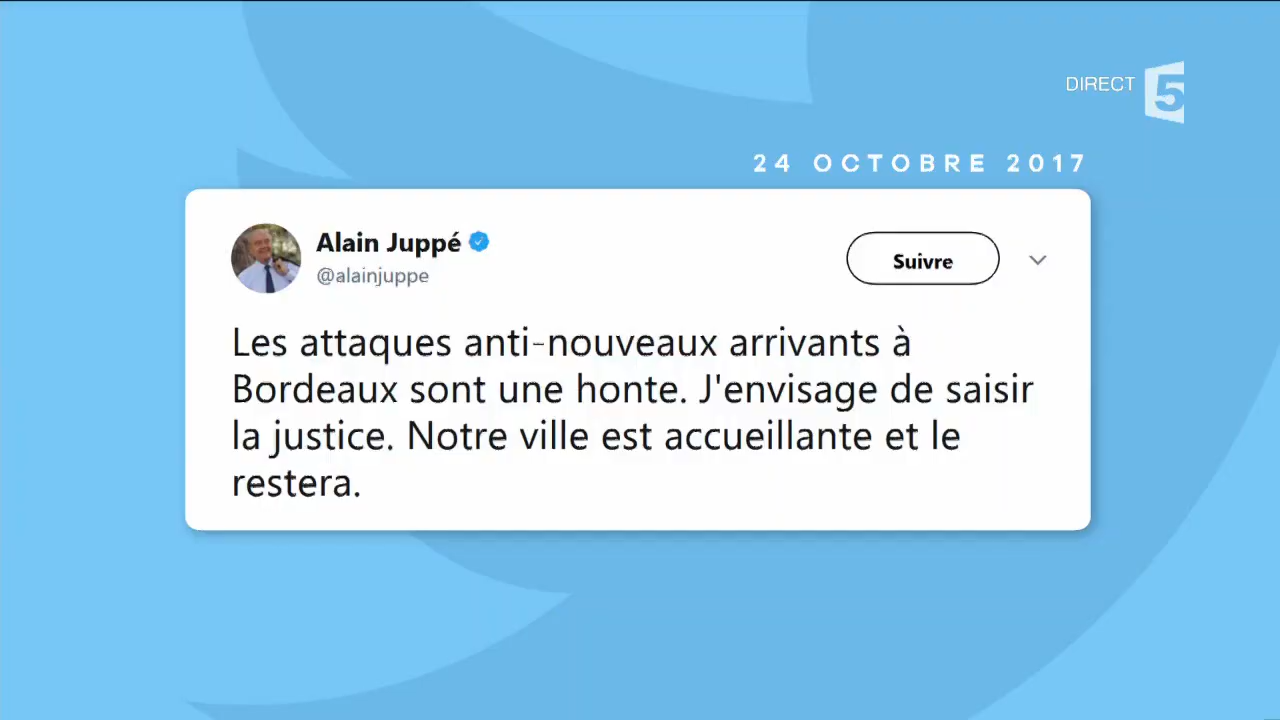 DIRECT 5
24 OCTOBRE 2017
Alain Juppé
@alainjuppe
Suivre
Les attaques anti-nouveaux arrivants à
Bordeaux sont une honte. J'envisage de saisir
la justice. Notre ville est accueillante et le
restera.